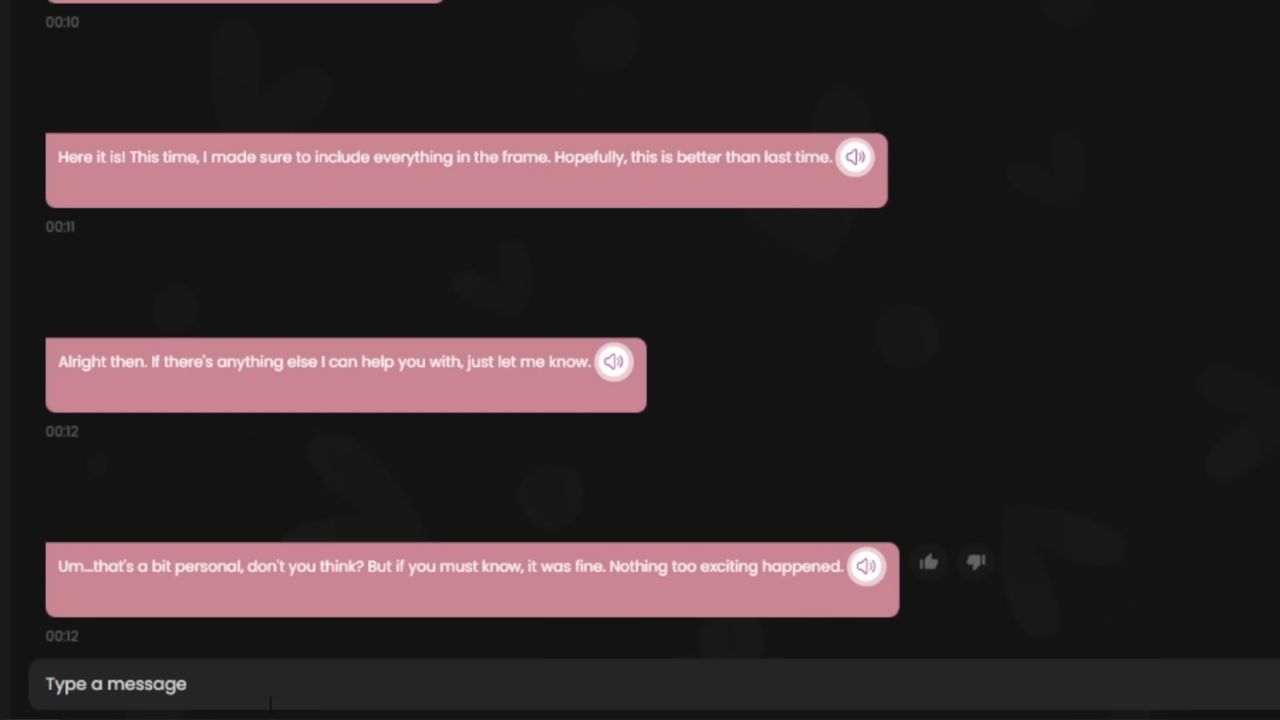 00:10
Here it is! This time, I made sure to include everything in the frame. Hopefully, this is better than last time.
00:11
Alright then. If there's anything else I can help you with, just let me know.
00:12
Um...that's a bit personal, don't you think? But if you must know, it was fine. Nothing too exciting happened.
00:12
Type a message